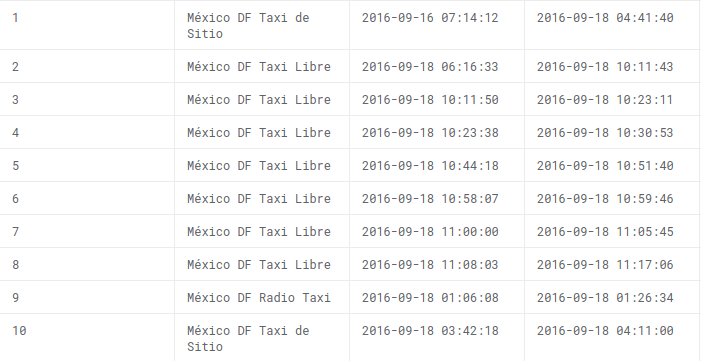 1 México DF Taxi de 2016-09-16 07:14:12 2016-09-18 04:41:40
Sitio
2 México DF Taxi Libre 2016-09-18 06:16:33 2016-09-18 10:11:43
3 México DF Taxi Libre 2016-09-18 10:11:50 2016-09-18 10:23:11
4 México DF Taxi Libre 2016-09-18 10:23:38 2016-09-18 10:30:53
5 México DF Taxi Libre 2016-09-18 10:44:18 2016-09-18 10:51:40
6 México DF Taxi Libre 2016-09-18 10:58:07 2016-09-18 10:59:46
7 México DF Taxi Libre 2016-09-18 11:00:00 2016-09-18 11:05:45
8 México DF Taxi Libre 2016-09-18 11:08:03 2016-09-18 11:17:06
9 México DF Radio Taxi 2016-09-18 01:06:08 2016-09-18 01:26:34
10 México DF Taxi de 2016-09-18 03:42:18 2016-09-18 04:11:00
Sitio